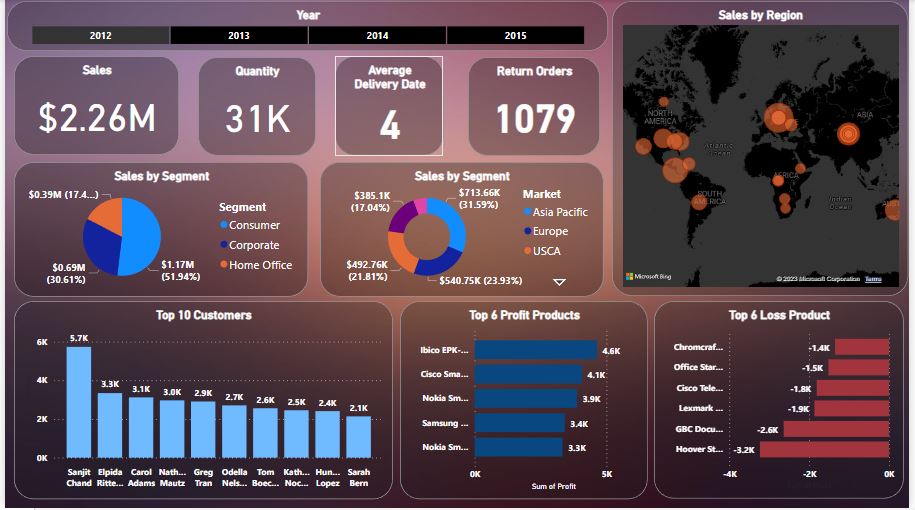 Year
2012 2013 2014 2015
Sales
$2.26M
Quantity
31K
Average
Delivery Date
4
Return Orders
1079
Sales by Region
NORTH
AMERICA
Atlantic
Ocean
ASIA
AFRICA
SOUTH
AMERICA
Indian
Ocean
AUST
Microsoft Bing
© 2023 Microsoft Corporation Terms
Sales by Segment
$0.39M (17.4...)
$0.69M
(30.61%)
$1.17M
(51.94%)
Segment
Consumer
Corporate
Home Office
Sales by Segment
$385.1K
(17.04%)
$713.66K
(31.59%)
$492.76K
(21.81%)
$540.75K (23.93%)
Market
Asia Pacific
Europe
USCA
Top 10 Customers
6K
4K
2K
0K
5.7K 3.3K 3.1K 3.0K 2.9K 2.7K 2.6K 2.5K 2.4K 2.1K
Sanjit Elpida Carol Nath... Greg Odella Tom Kath... Hun... Sarah
Chand Ritte... Adams Mautz Tran Nels... Boec... Noc... Lopez Bern
Top 6 Profit Products
Ibico EPK-... 4.6K
Cisco Sma... 4.1K
Nokia Sm... 3.9K
Samsung ... 3.4K
Nokia Sm... 3.3K
0K 5K
Sum of Profit
Top 6 Loss Product
Chromcraf... -1.4K
Office Star... -1.5K
Cisco Tele... -1.8K
Lexmark ... -1.9K
GBC Docu... -2.6K
Hoover St... -3.2K
-4K -2K 0K